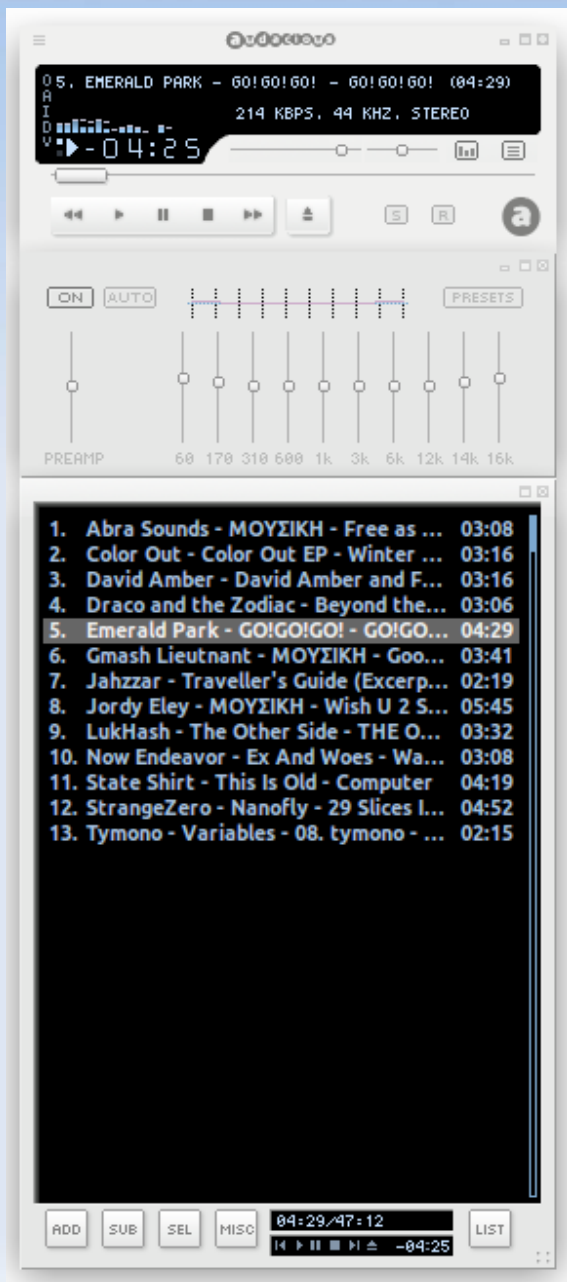 audacious
O
A
I
D
V
5. EMERALD PARK - GO!GO!GO! - GO!GO!GO! (04:29)
214 KBPS, 44 KHZ, STEREO
-04:25
S R a
ON AUTO PRESETS
PREAMP 60 170 310 600 1k 3k 6k 12k 14k 16k
1. Abra Sounds - ΜΟΥΣΙΚΗ - Free as ... 03:08
2. Color Out - Color Out EP - Winter ... 03:16
3. David Amber - David Amber and F... 03:16
4. Draco and the Zodiac - Beyond the... 03:06
5. Emerald Park - GO!GO!GO! - GO!GO... 04:29
6. Gmash Lieutnant - ΜΟΥΣΙΚΗ - Goo... 03:41
7. Jahzzar - Traveller's Guide (Excerp... 02:19
8. Jordy Eley - ΜΟΥΣΙΚΗ - Wish U 2 S... 05:45
9. LukHash - The Other Side - THE O... 03:32
10. Now Endeavor - Ex And Woes - Wa... 03:08
11. State Shirt - This Is Old - Computer 04:19
12. StrangeZero - Nanofly - 29 Slices I... 04:52
13. Tymono - Variables - 08. tymono - ... 02:15
ADD SUB SEL MISC 04:29/47:12 LIST
-04:25